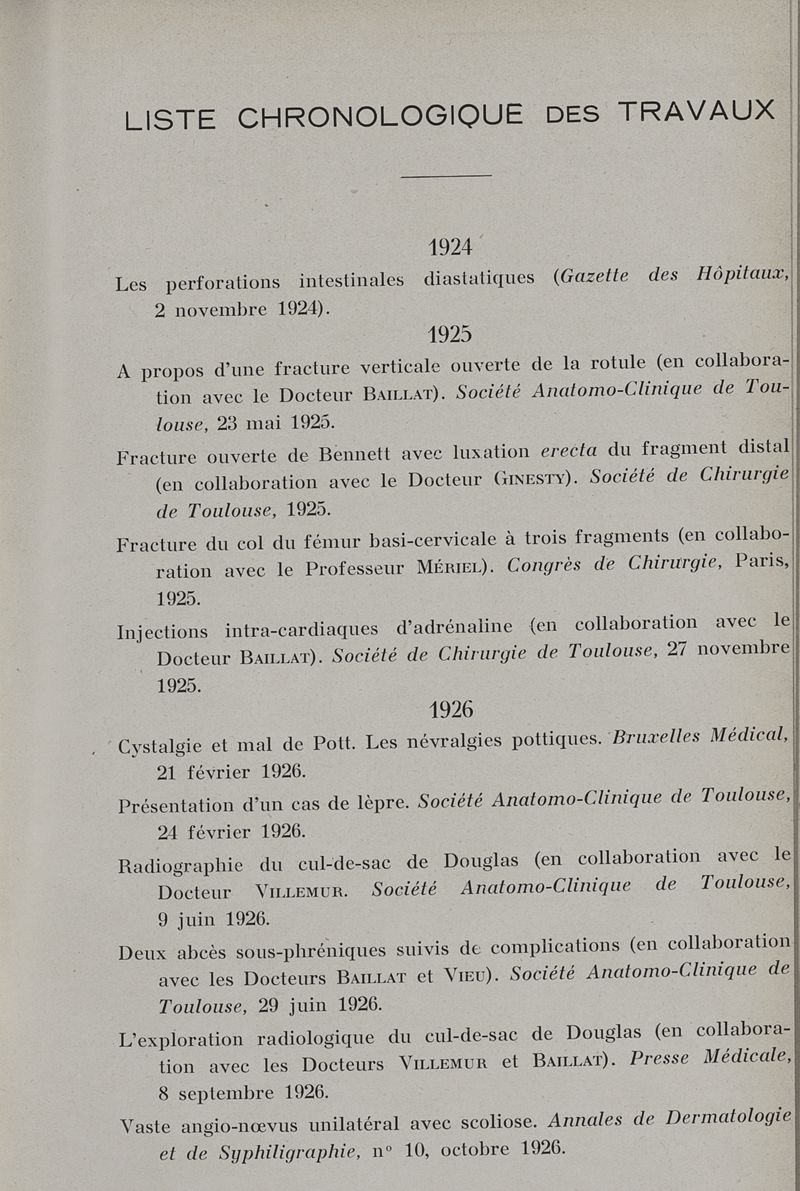 LISTE CHRONOLOGIQUE DES TRAVAUX
1924
Les perforations intestinales diastatiques (Gazette des Hôpitaux,
2 novembre 1924).
1925
A propos d'une fracture verticale ouverte de la rotule (en collabora-
tion avec le Docteur BAILLAT). Société Anatomo-Clinique de Tou-
louse, 23 mai 1925.
Fracture ouverte de Bennett avec luxation erecta du fragment distal
(en collaboration avec le Docteur GINESTY). Société de Chirurgie
de Toulouse, 1925.
Fracture du col du fémur basi-cervicale à trois fragments (en collabo-
ration avec le Professeur MÉRIEL). Congrès de Chirurgie, Paris,
1925.
Injections intra-cardiaques d'adrénaline (en collaboration avec le
Docteur BAILLAT). Société de Chirurgie de Toulouse, 27 novembre
1925.
1926
Cystalgie et mal de Pott. Les névralgies pottiques. Bruxelles Médical,
21 février 1926.
Présentation d'un cas de lèpre. Société Anatomo-Clinique de Toulouse,
24 février 1926.
Radiographie du cul-de-sac de Douglas (en collaboration avec le
Docteur VILLEMUR. Société Anatomo-Clinique de Toulouse,
9 juin 1926.
Deux abcès sous-phréniques suivis de complications (en collaboration
avec les Docteurs BAILLAT et VIEU). Société Anatomo-Clinique de
Toulouse, 29 juin 1926.
L'exploration radiologique du cul-de-sac de Douglas (en collabora-
tion avec les Docteurs VILLEMUR et BAILLAT). Presse Médicale,
8 septembre 1926.
Vaste angio-nœvus unilatéral avec scoliose. Annales de Dermatologie
et de Syphiligraphie, n° 10, octobre 1926.